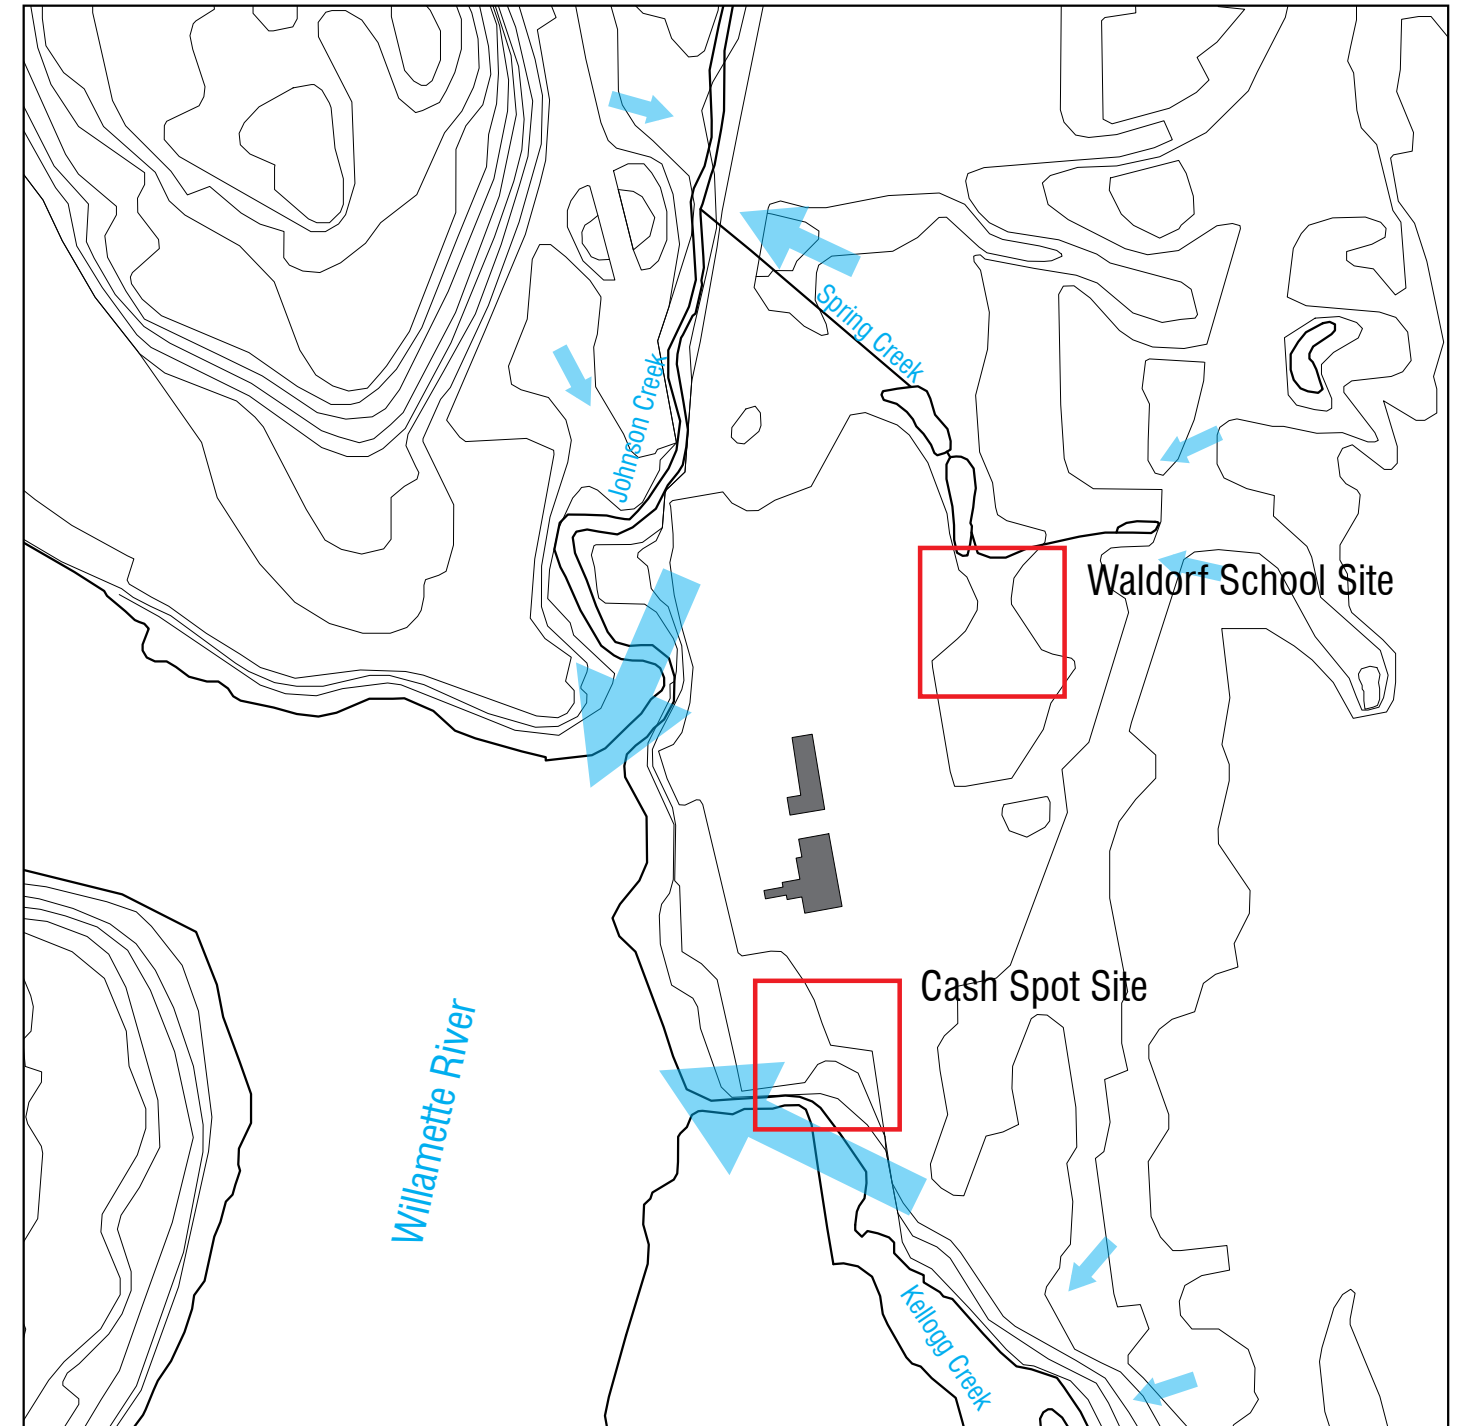 Spring Creek
Johnson Creek
Waldorf School Site
Cash Spot Site
Willamette River
Kellogg Creek